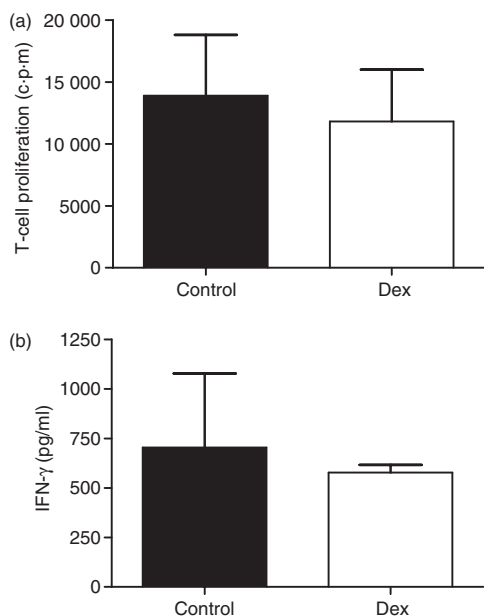 (a)
T-cell proliferation (c·p·m)
20 000
15 000
10 000
5000
0
Control Dex
(b)
IFN-γ (pg/ml)
1250
1000
750
500
250
0
Control Dex